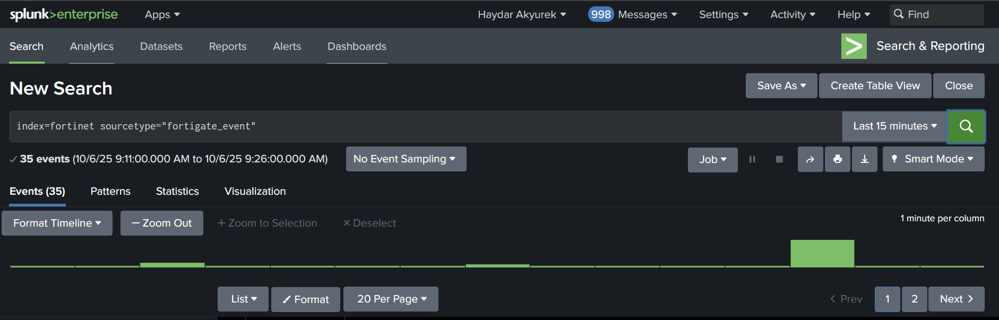 splunk>enterprise Apps Haydar Akyurek 998 Messages Settings Activity Help Find
Search Analytics Datasets Reports Alerts Dashboards Search & Reporting
New Search Save As Create Table View Close
index=fortinet sourcetype="fortigate_event" Last 15 minutes
35 events (10/6/25 9:11:00.000 AM to 10/6/25 9:26:00.000 AM) No Event Sampling Job Smart Mode
Events (35) Patterns Statistics Visualization
Format Timeline — Zoom Out + Zoom to Selection × Deselect 1 minute per column
List Format 20 Per Page < Prev 1 2 Next >